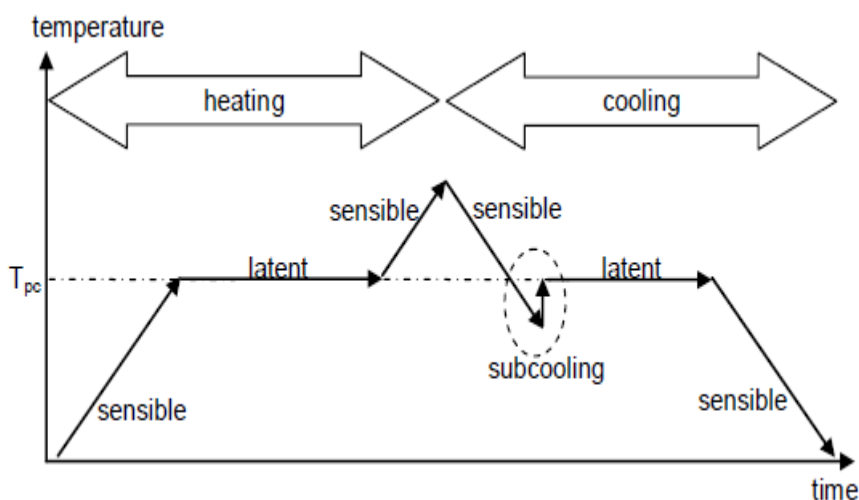 temperature
heating
cooling
sensible
sensible
T_pc
latent
latent
subcooling
sensible
sensible
time